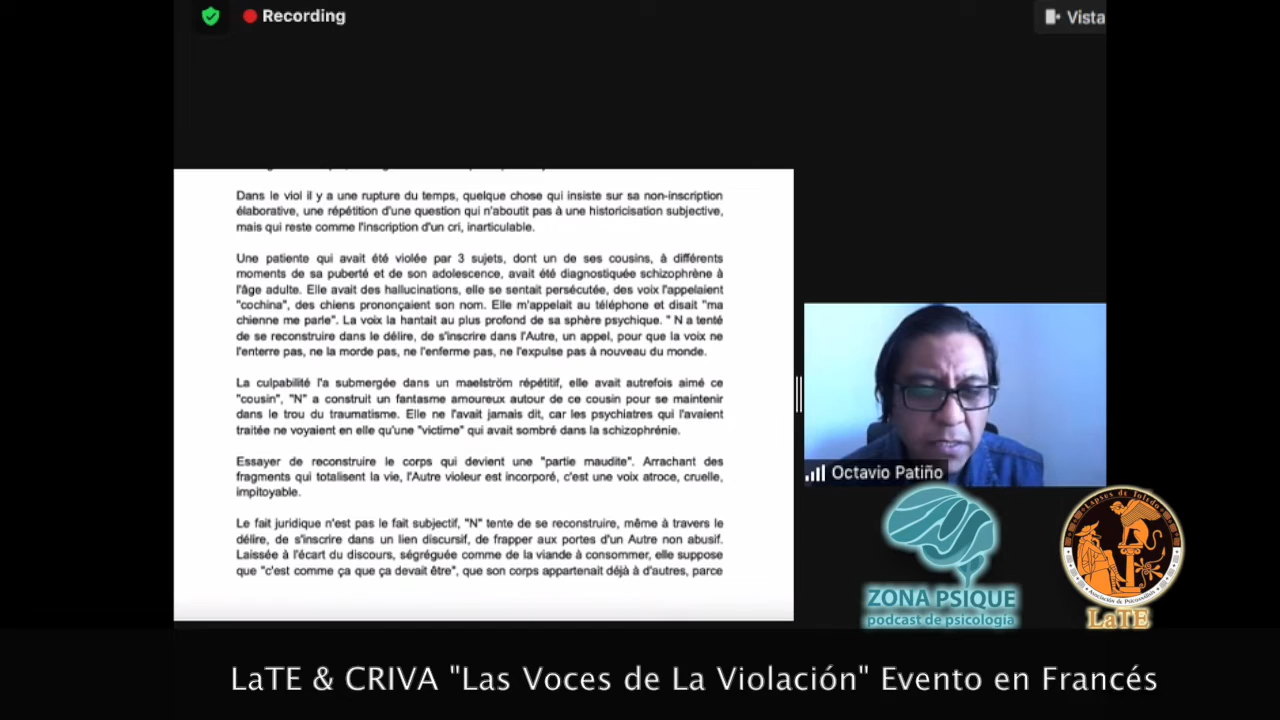 Recording
Vista
Dans le viol il y a une rupture du temps, quelque chose qui insiste sur sa non-inscription
élaborative, une répétition d'une question qui n'aboutit pas à une historicisation subjective,
mais qui reste comme l'inscription d'un cri, inarticulable.
Une patiente qui avait été violée par 3 sujets, dont un de ses cousins, à différents
moments de sa puberté et de son adolescence, avait été diagnostiquée schizophrène à
l'âge adulte. Elle avait des hallucinations, elle se sentait persécutée, des voix l'appelaient
"cochina", des chiens prononçaient son nom. Elle m'appelait au téléphone et disait "ma
chienne me parle". La voix la hantait au plus profond de sa sphère psychique. " N a tenté
de se reconstruire dans le délire, de s'inscrire dans l'Autre, un appel, pour que la voix ne
l'enterre pas, ne la morde pas, ne l'enferme pas, ne l'expulse pas à nouveau du monde.
La culpabilité l'a submergée dans un maelström répétitif, elle avait autrefois aimé ce
"cousin", "N" a construit un fantasme amoureux autour de ce cousin pour se maintenir
dans le trou du traumatisme. Elle ne l'avait jamais dit, car les psychiatres qui l'avaient
traitée ne voyaient en elle qu'une "victime" qui avait sombré dans la schizophrénie.
Essayer de reconstruire le corps qui devient une "partie maudite". Arrachant des
fragments qui totalisent la vie, l'Autre violeur est incorporé, c'est une voix atroce, cruelle,
impitoyable.
Le fait juridique n'est pas le fait subjectif, "N" tente de se reconstruire, même à travers le
délire, de s'inscrire dans un lien discursif, de frapper aux portes d'un Autre non abusif.
Laissée à l'écart du discours, ségréguée comme de la viande à consommer, elle suppose
que "c'est comme ça que ça devait être", que son corps appartenait déjà à d'autres, parce
Octavio Patiño
ZONA PSIQUE
podcast de psicología
Lapsus de Toledo
Asociación de Psicoanálisis
LaTE
LaTE & CRIVA "Las Voces de La Violación" Evento en Francés